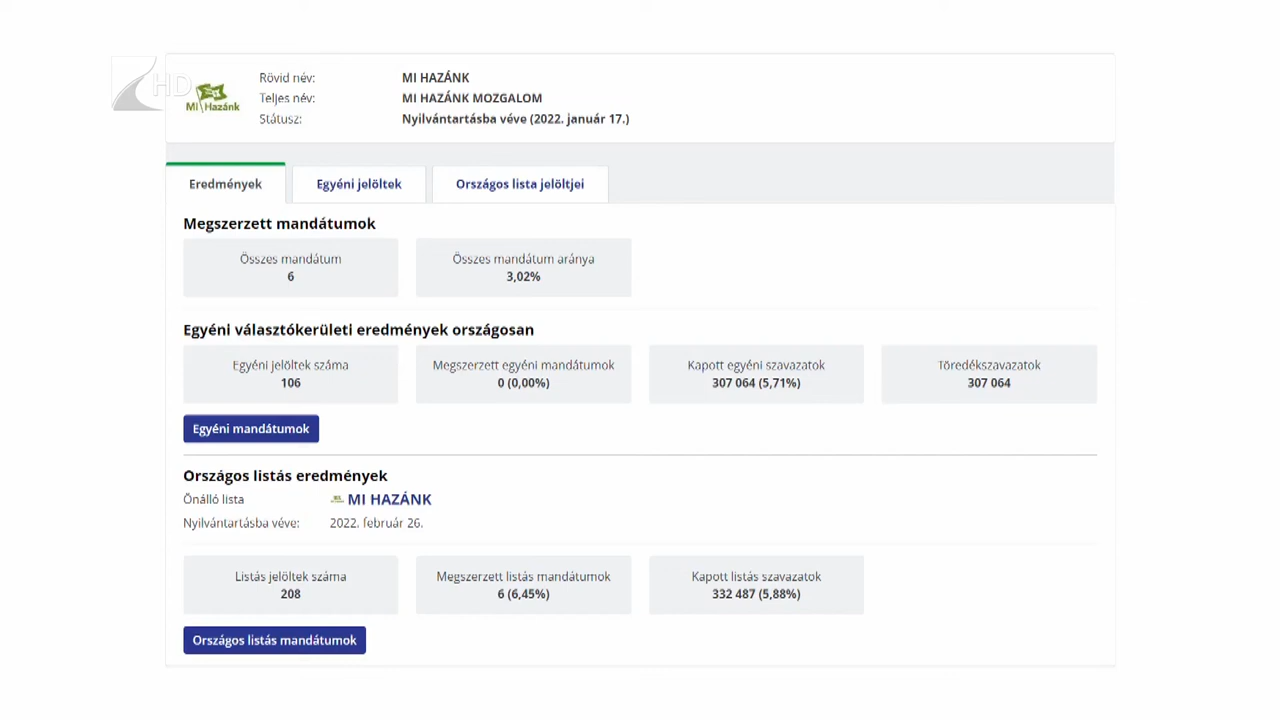 HD
MI Hazánk
Rövid név: MI HAZÁNK
Teljes név: MI HAZÁNK MOZGALOM
Státusz: Nyilvántartásba véve (2022. január 17.)
Eredmények Egyéni jelöltek Országos lista jelöltjei
Megszerzett mandátumok
Összes mandátum Összes mandátum aránya
6 3,02%
Egyéni választókerületi eredmények országosan
Egyéni jelöltek száma Megszerzett egyéni mandátumok Kapott egyéni szavazatok Töredékszavazatok
106 0 (0,00%) 307 064 (5,71%) 307 064
Egyéni mandátumok
Országos listás eredmények
Önálló lista MI HAZÁNK
Nyilvántartásba véve: 2022. február 26.
Listás jelöltek száma Megszerzett listás mandátumok Kapott listás szavazatok
208 6 (6,45%) 332 487 (5,88%)
Országos listás mandátumok